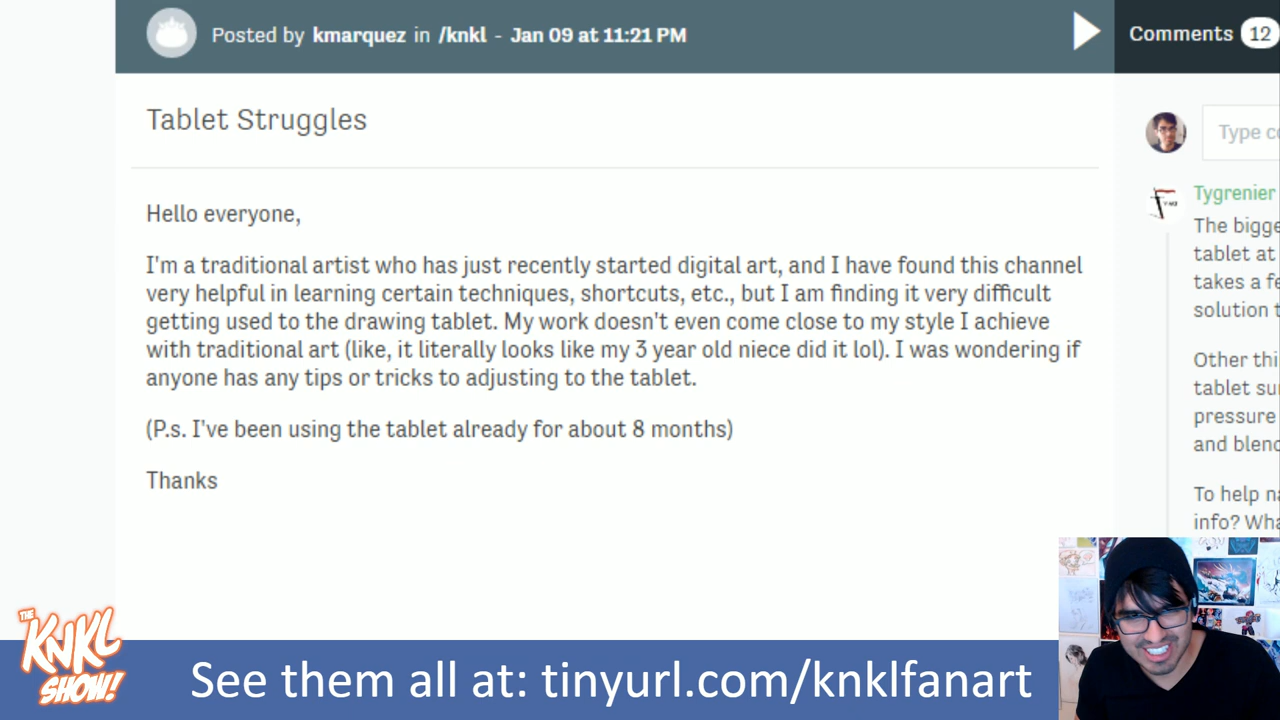 Posted by kmarquez in /knkl - Jan 09 at 11:21 PM
Comments 12
Tablet Struggles
Hello everyone,
I'm a traditional artist who has just recently started digital art, and I have found this channel
very helpful in learning certain techniques, shortcuts, etc., but I am finding it very difficult
getting used to the drawing tablet. My work doesn't even come close to my style I achieve
with traditional art (like, it literally looks like my 3 year old niece did it lol). I was wondering if
anyone has any tips or tricks to adjusting to the tablet.
(P.s. I've been using the tablet already for about 8 months)
Thanks
Type
Tygrenier
The
tablet at
takes a
solution
Other
tablet
pressure
and
To help
info?
THE
KNKL
SHOW!
See them all at: tinyurl.com/knklfanart